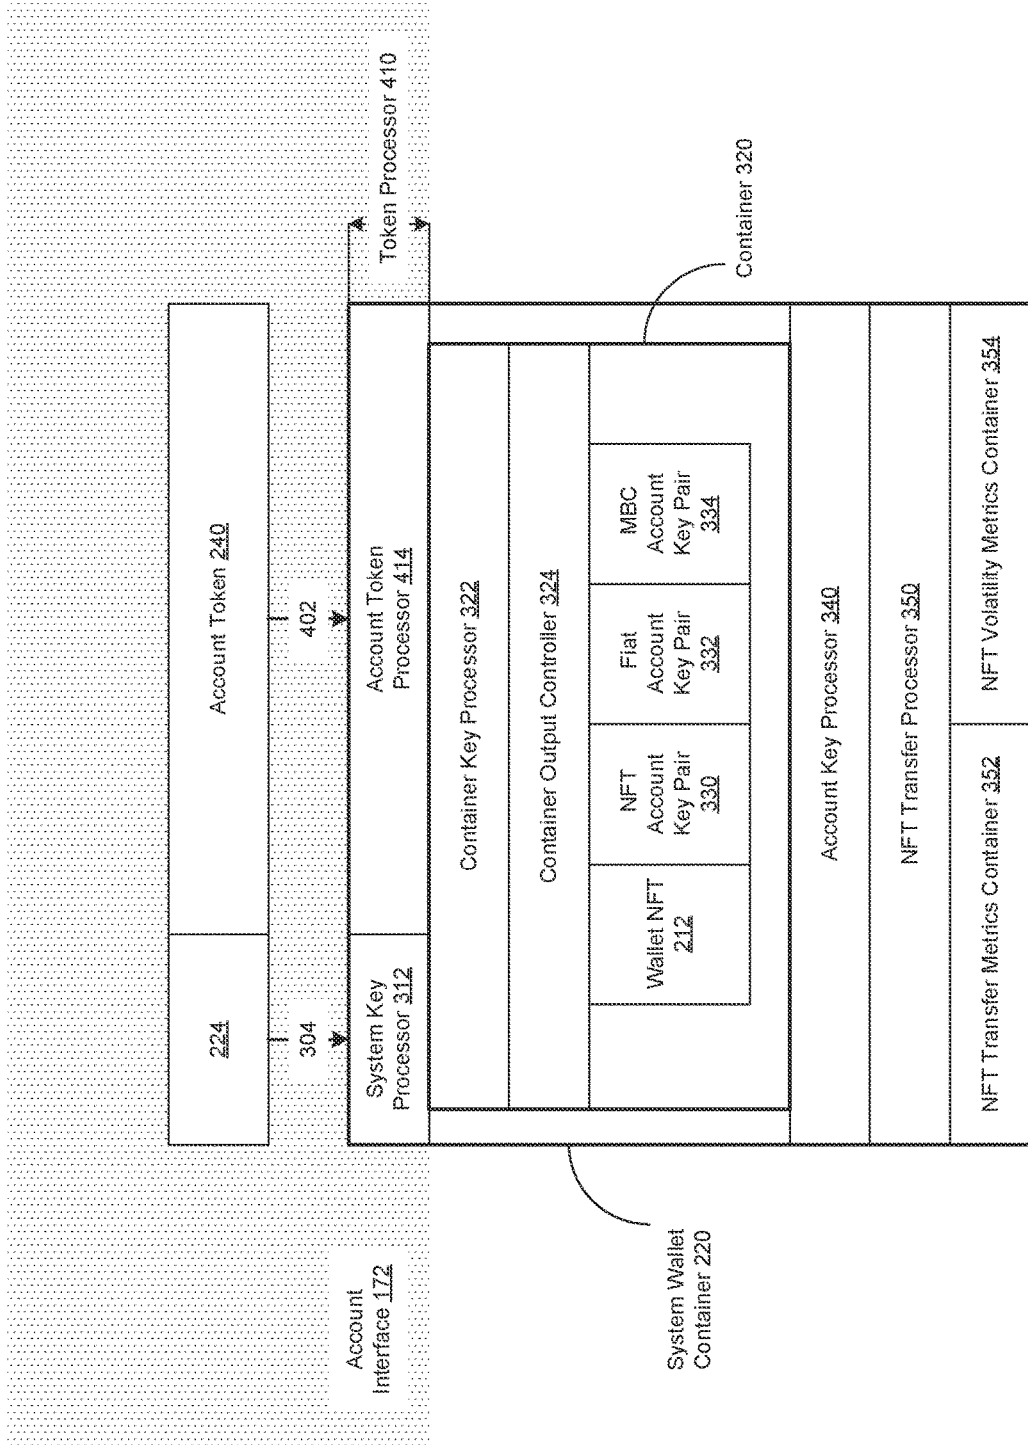 224
Account Token 240
304
402
Account
Interface 172
System Key
Processor 312
Account Token
Processor 414
Token Processor 410
Container Key Processor 322
Container Output Controller 324
Wallet NFT
212
NFT
Account
Key Pair
330
Fiat
Account
Key Pair
332
MBC
Account
Key Pair
334
System Wallet
Container 220
Container 320
Account Key Processor 340
NFT Transfer Processor 350
NFT Transfer Metrics Container 352
NFT Volatility Metrics Container 354